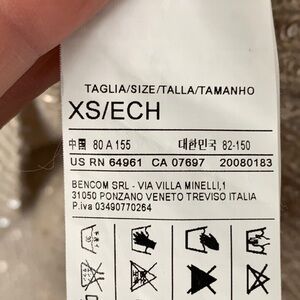 TAGLIA/SIZE/TALLA/TAMANHO
XS/ECH
中国 80 A 155 대한민국 82-150
US RN 64961 CA 07697 20080183
BENCOM SRL - VIA VILLA MINELLI,1
31050 PONZANO VENETO TREVISO ITALIA
P.iva 03490770264